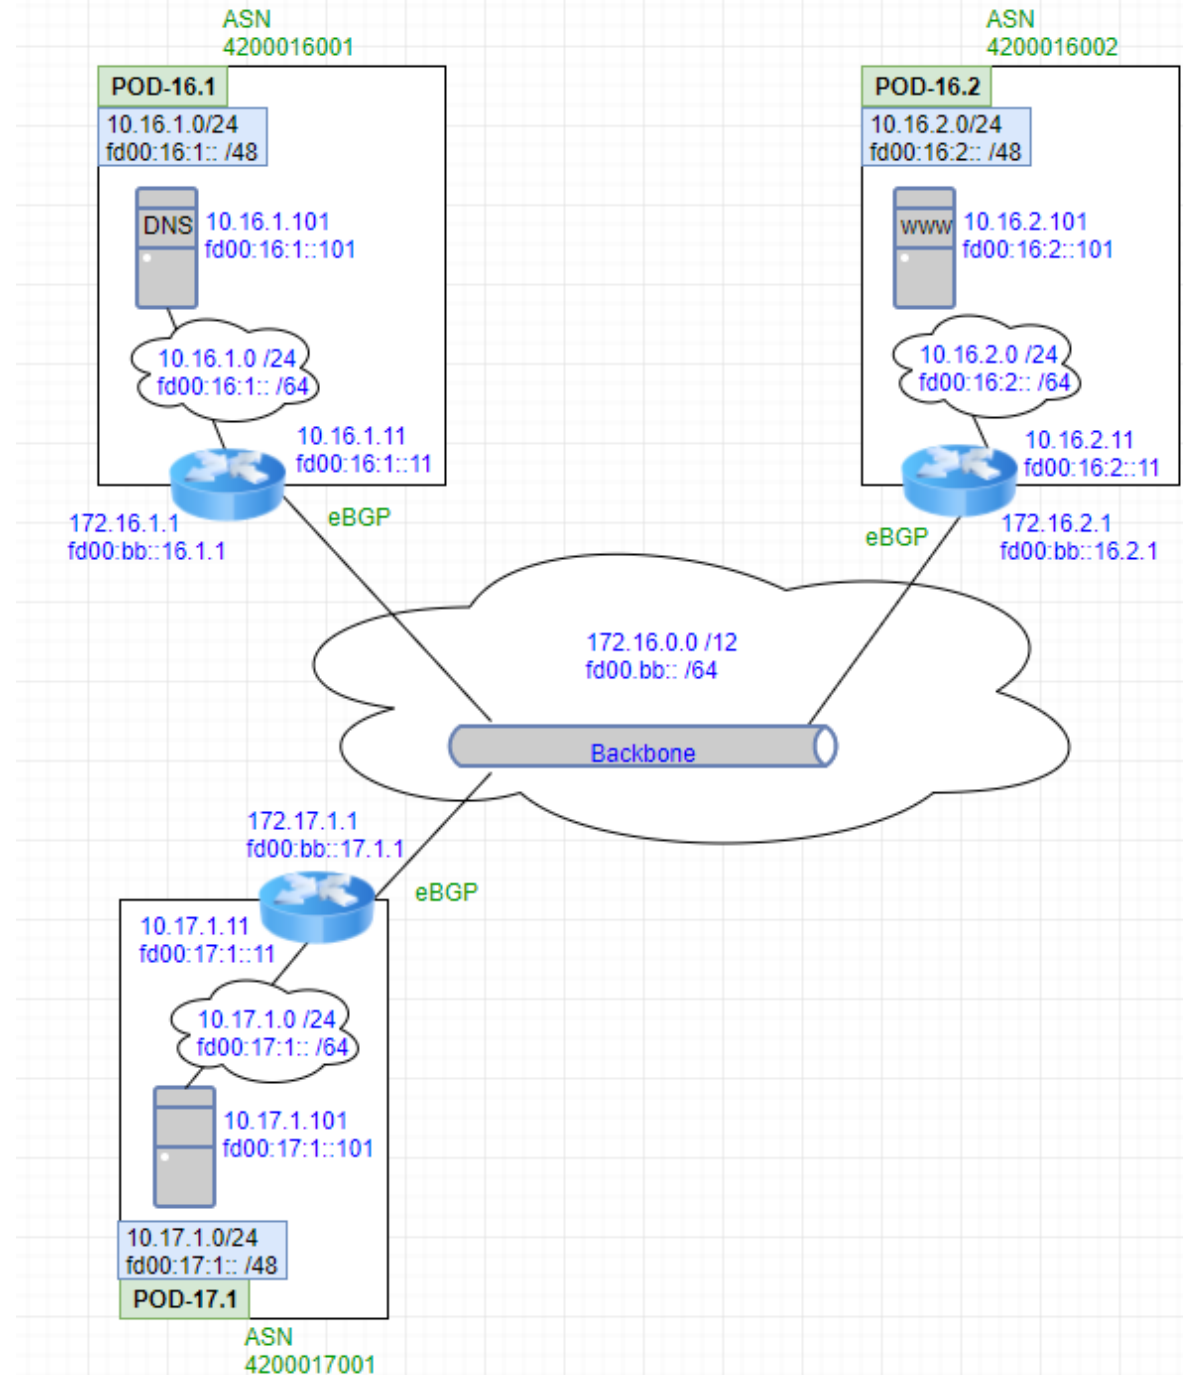 ASN
4200016001
POD-16.1
10.16.1.0/24
fd00:16:1:: /48
DNS
10.16.1.101
fd00:16:1::101
10.16.1.0 /24
fd00:16:1:: /64
10.16.1.11
fd00:16:1::11
172.16.1.1
fd00:bb::16.1.1
eBGP
ASN
4200016002
POD-16.2
10.16.2.0/24
fd00:16:2:: /48
www
10.16.2.101
fd00:16:2::101
10.16.2.0 /24
fd00:16:2:: /64
10.16.2.11
fd00:16:2::11
172.16.2.1
fd00:bb::16.2.1
eBGP
172.16.0.0 /12
fd00.bb:: /64
Backbone
172.17.1.1
fd00:bb::17.1.1
eBGP
10.17.1.11
fd00:17:1::11
10.17.1.0 /24
fd00:17:1:: /64
10.17.1.101
fd00:17:1::101
10.17.1.0/24
fd00:17:1:: /48
POD-17.1
ASN
4200017001